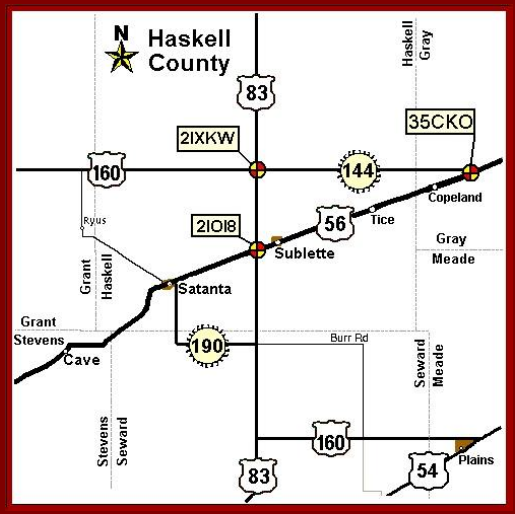 N
Haskell
County
Haskell
Gray
83
35CKO
2IXKW
160
144
Copeland
Ryus
2IOI8
56
Tice
Sublette
Gray
Meade
Grant
Haskell
Satanta
Grant
Stevens
Cave
190
Burr Rd
Seward
Meade
Stevens
Seward
160
83
54
Plains